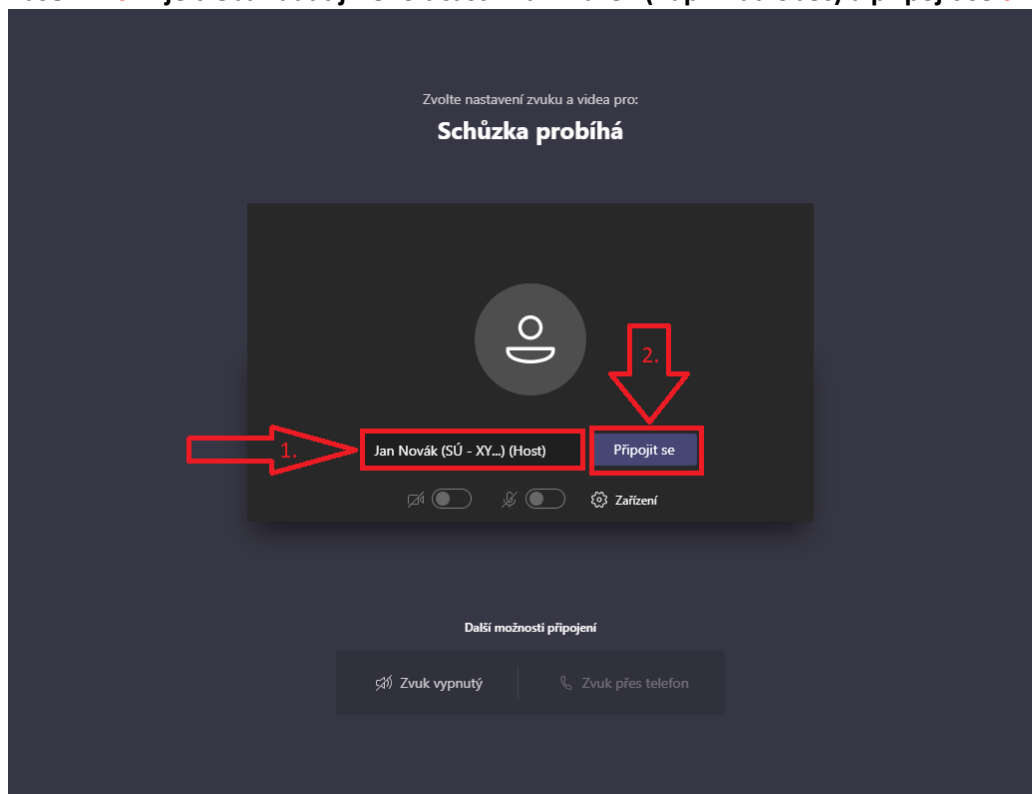 Zvolte nastavení zvuku a videa pro:
Schůzka probíhá
2.
1.
Jan Novák (SÚ - XY...) (Host)
Připojit se
Zařízení
Další možnosti připojení
Zvuk vypnutý
Zvuk přes telefon